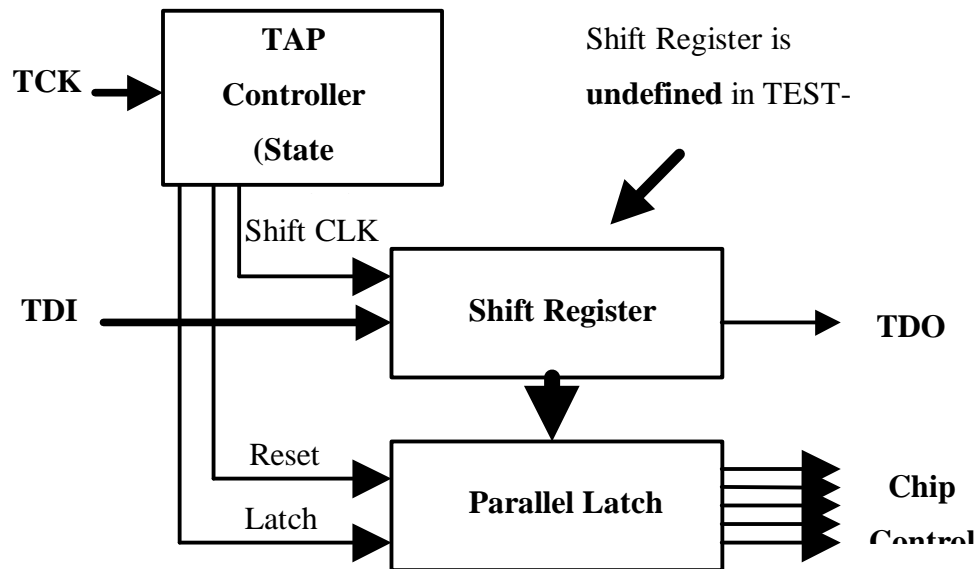 TAP
Controller
(State
TCK
Shift Register is
undefined in TEST-
Shift CLK
TDI
Shift Register
TDO
Reset
Latch
Parallel Latch
Chip
Control